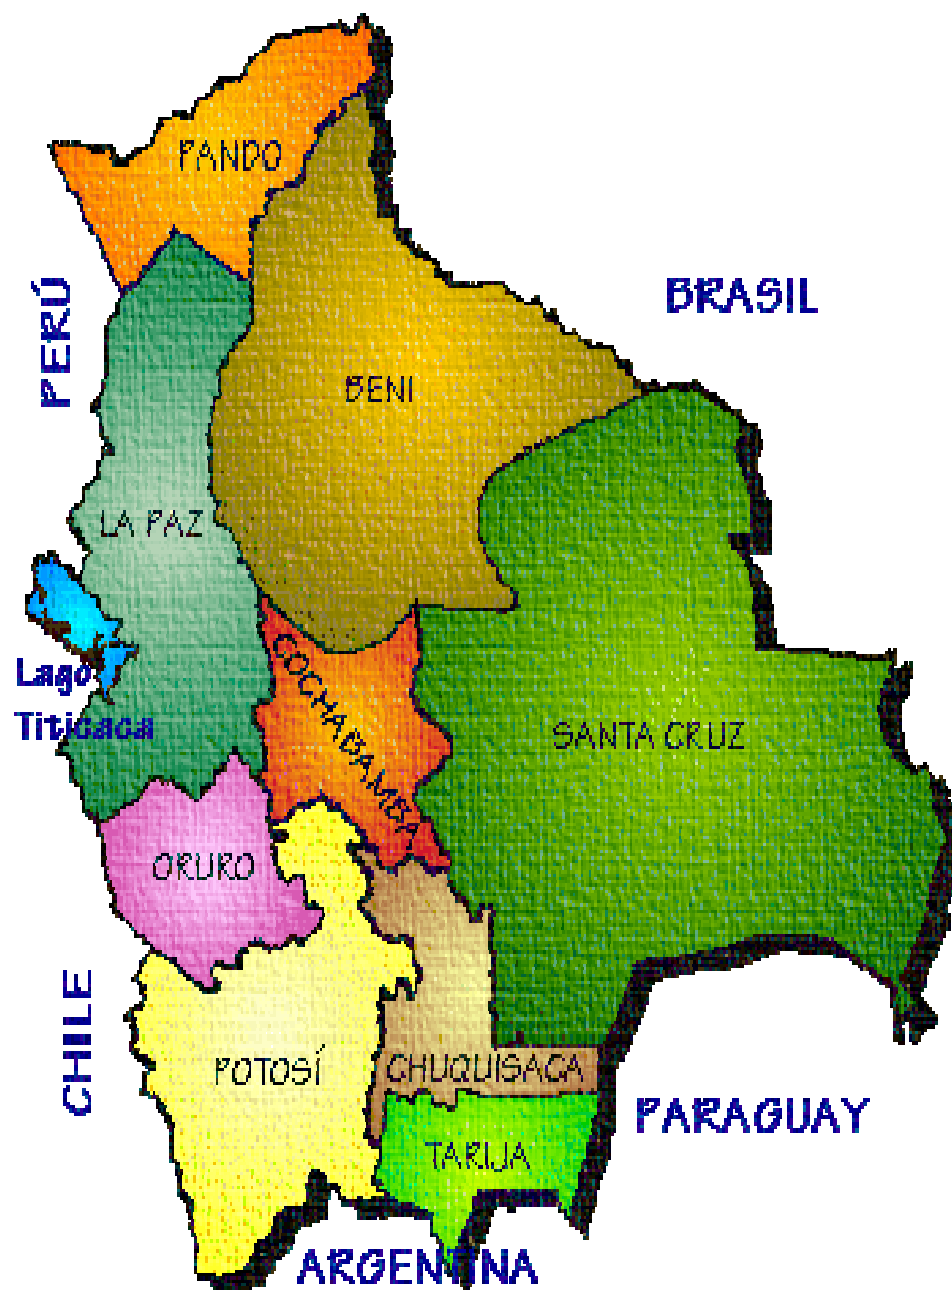 PANDO
PERÚ
BRASIL
BENI
LA PAZ
Lago
Titicaca
COCHABAMBA
SANTA CRUZ
ORURO
CHILE
POTOSÍ
CHUQUISACA
PARAGUAY
TARIJA
ARGENTINA